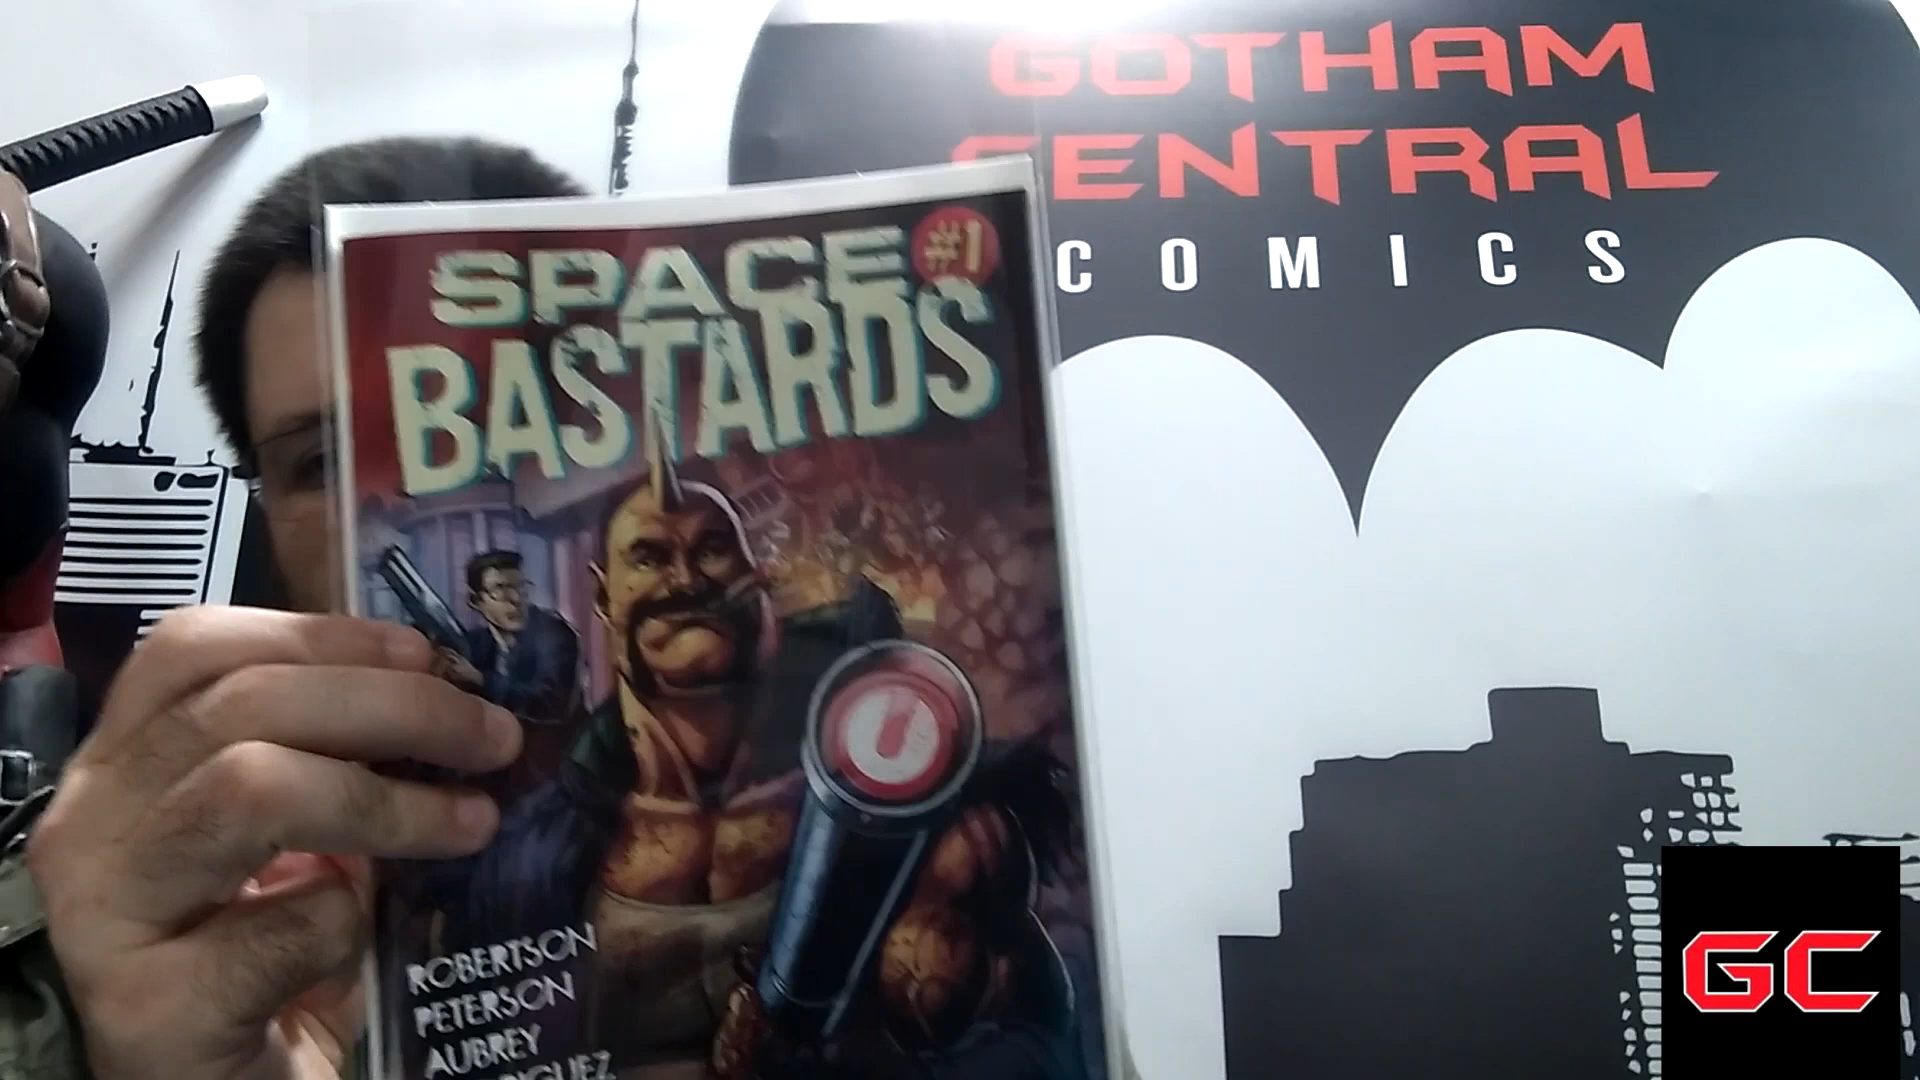 GOTHAM
CENTRAL
COMICS
SPACE
#1
BASTARDS
U
ROBERTSON
PETERSON
AUBREY
GC